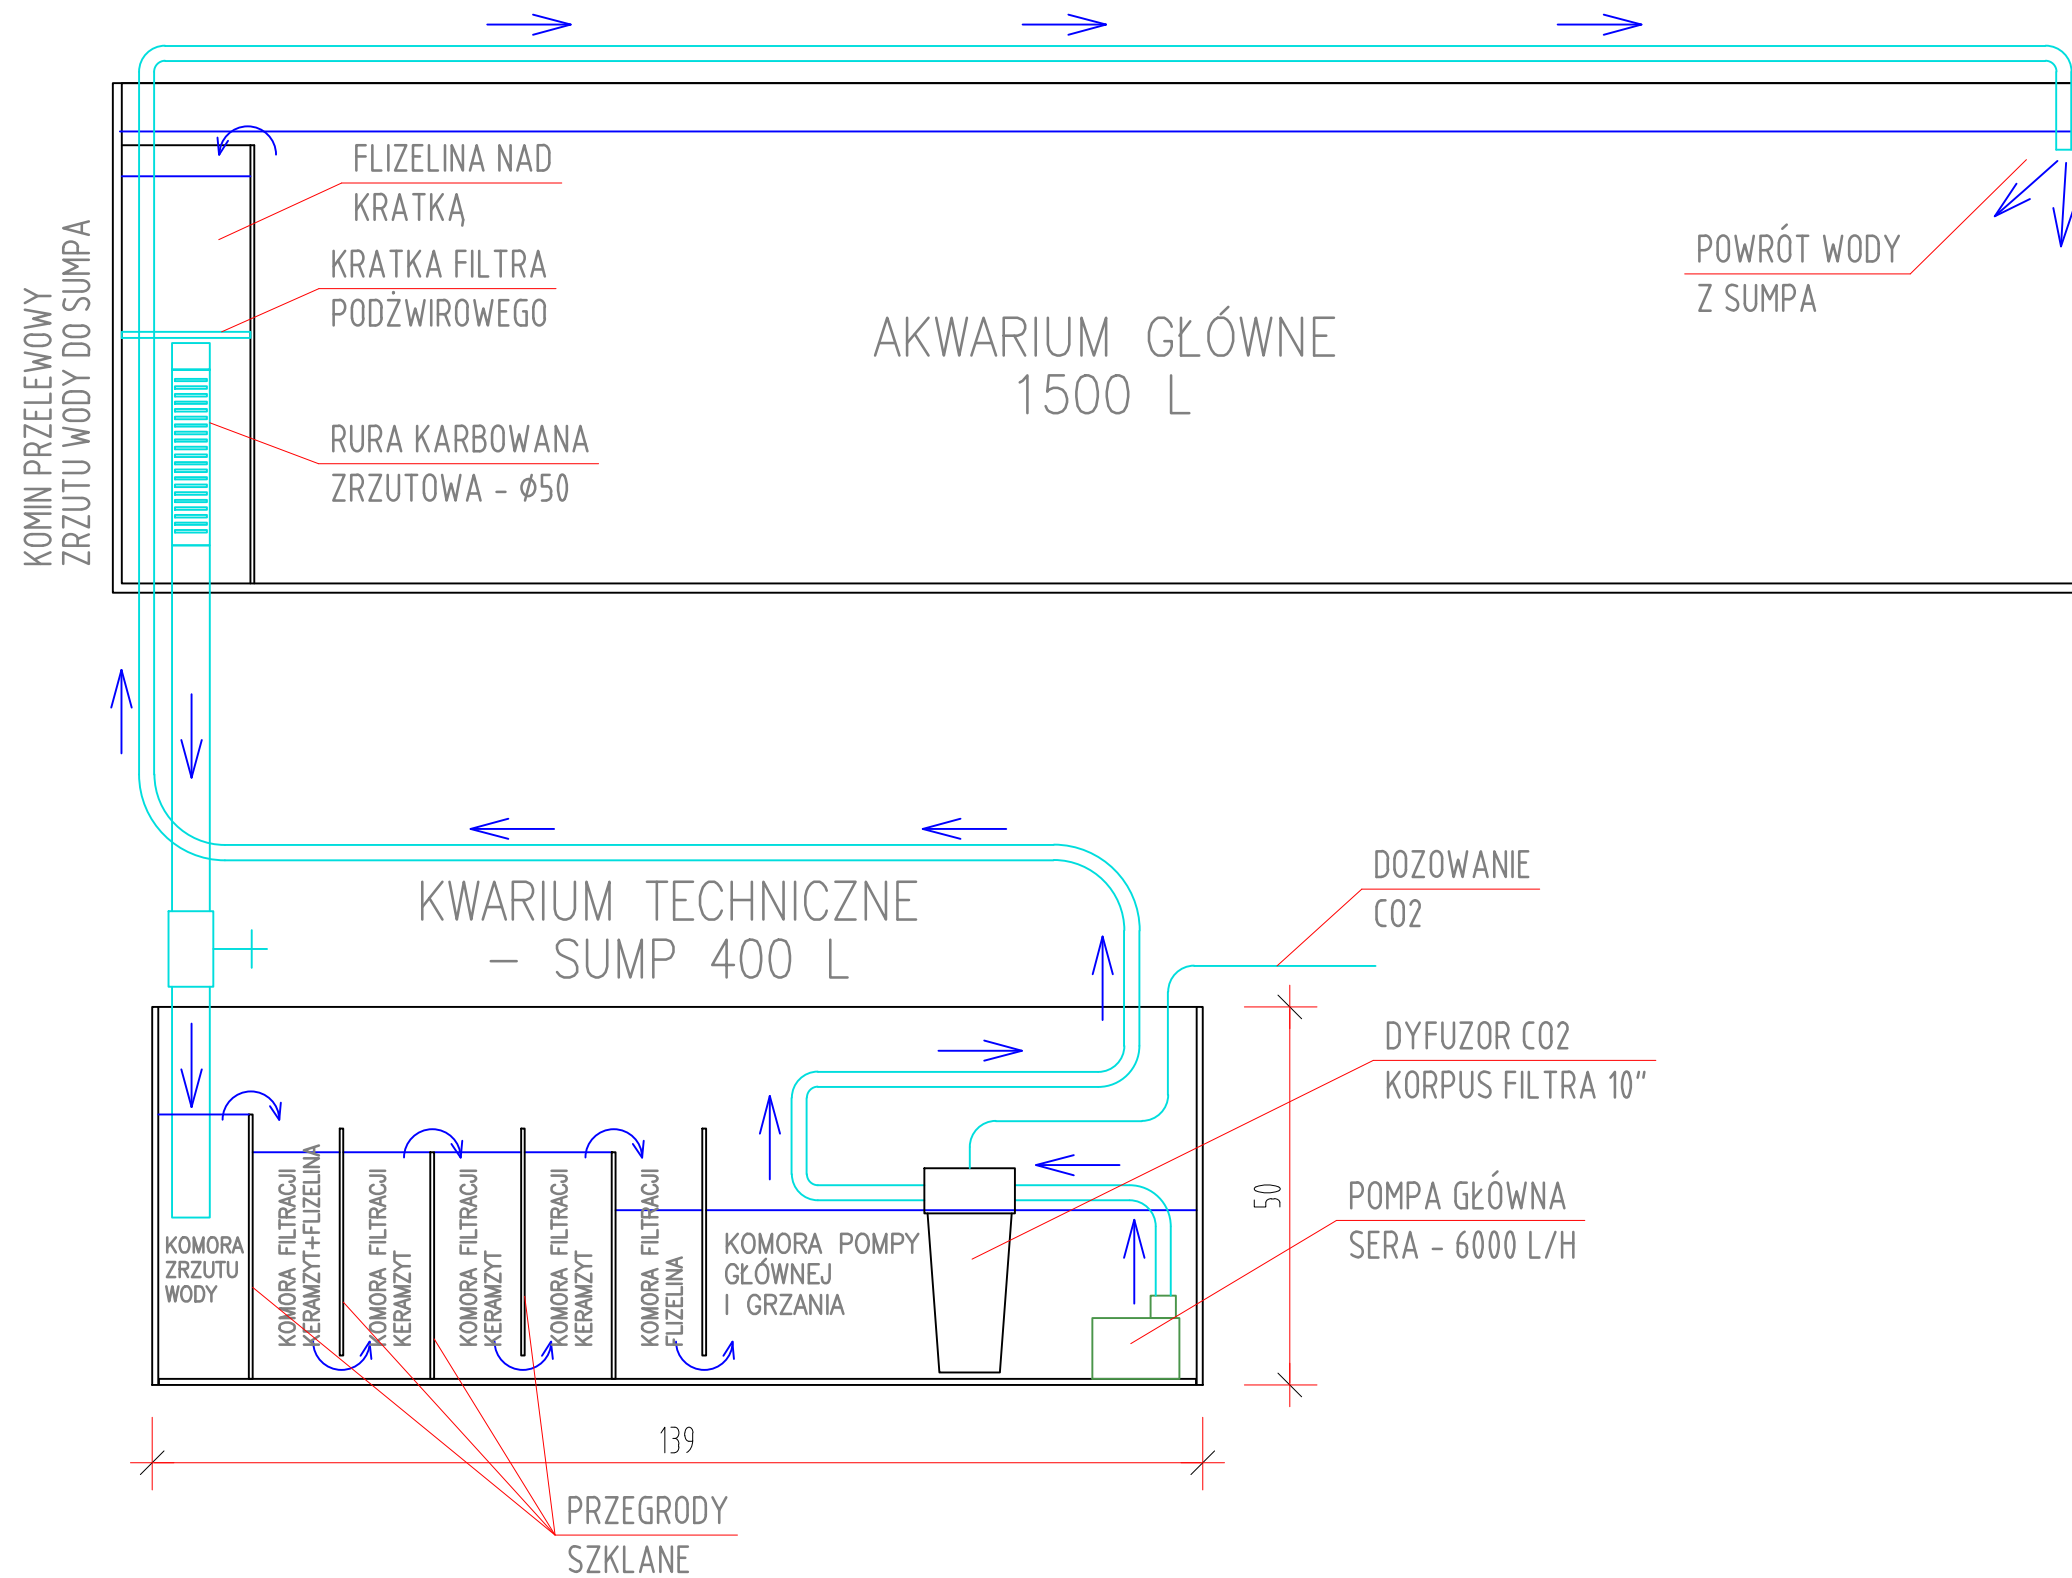 FLIZELINA NAD
KRATKĄ
KRATKA FILTRA
PODŻWIROWEGO
KOMIN PRZELEWOWY
ZRZUTU WODY DO SUMPA
RURA KARBOWANA
ZRZUTOWA - Ø50
AKWARIUM GŁÓWNE
1500 L
POWRÓT WODY
Z SUMPA
KWARIUM TECHNICZNE
- SUMP 400 L
DOZOWANIE
CO2
DYFUZOR CO2
KORPUS FILTRA 10"
POMPA GŁÓWNA
SERA - 6000 L/H
50
KOMORA
ZRZUTU
WODY
KOMORA FILTRACJI
KERAMZYT+FLIZELINA
KOMORA FILTRACJI
KERAMZYT
KOMORA FILTRACJI
KERAMZYT
KOMORA FILTRACJI
KERAMZYT
KOMORA FILTRACJI
FLIZELINA
KOMORA POMPY
GŁÓWNEJ
I GRZANIA
139
PRZEGRODY
SZKLANE